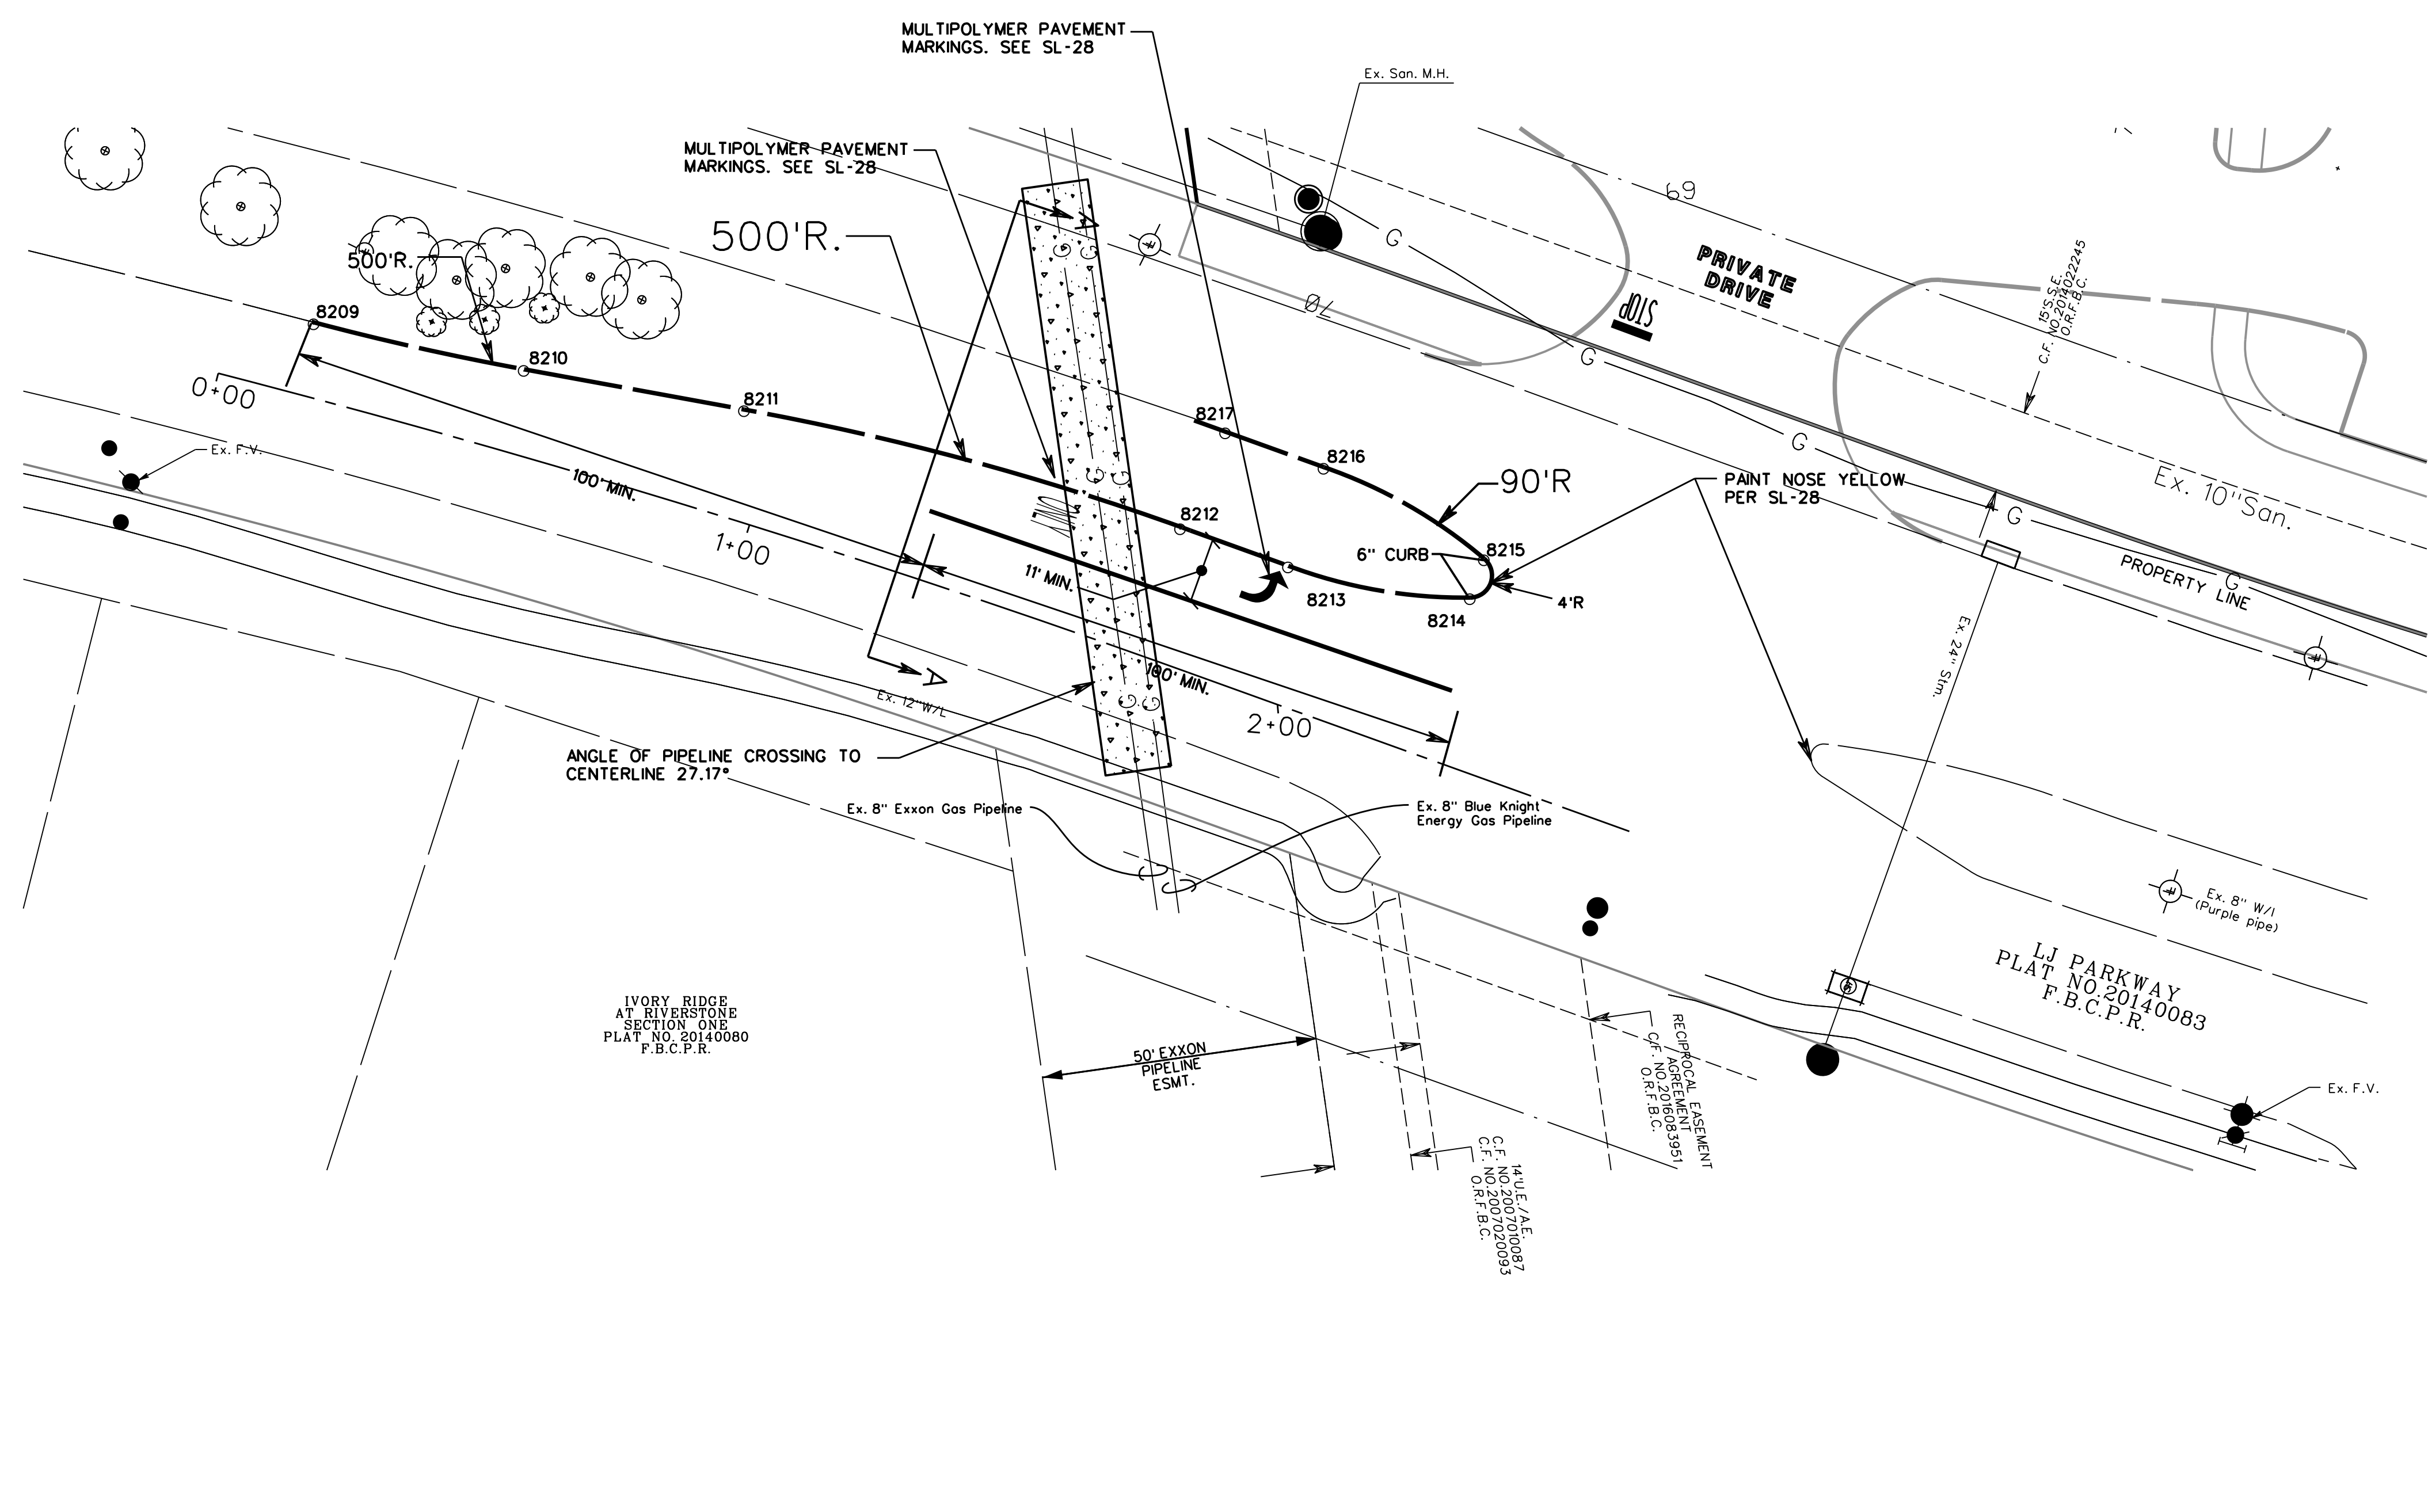 MULTIPOLYMER PAVEMENT
MARKINGS. SEE SL-28
Ex. San. M.H.
MULTIPOLYMER PAVEMENT
MARKINGS. SEE SL-28
500'R.
500'R.
69
70
PRIVATE
DRIVE
STOP
15'S.S.E.
C.F. NO.2014022245
O.R.F.B.C.
A
G
G
G
G
G
G
G
G
G
G
G
G
8209
8210
8211
8217
8216
8212
8215
8213
8214
0+00
1+00
2+00
100' MIN.
11' MIN.
100' MIN.
90'R
6" CURB
4'R
PAINT NOSE YELLOW
PER SL-28
Ex. 10"San.
PROPERTY LINE
Ex. F.V.
Ex. 24" Stm.
A
Ex. 12"W/L
ANGLE OF PIPELINE CROSSING TO
CENTERLINE 27.17°
Ex. 8" Exxon Gas Pipeline
Ex. 8" Blue Knight
Energy Gas Pipeline
Ex. 8" W/l
(Purple pipe)
LJ PARKWAY
PLAT NO.20140083
F.B.C.P.R.
IVORY RIDGE
AT RIVERSTONE
SECTION ONE
PLAT NO. 20140080
F.B.C.P.R.
50' EXXON
PIPELINE
ESMT.
RECIPROCAL EASEMENT
AGREEMENT
C.F. NO.2016083951
O.R.F.B.C.
Ex. F.V.
14'U.E./A.E.
C.F. NO.2007010087
C.F. NO.2007020093
O.R.F.B.C.